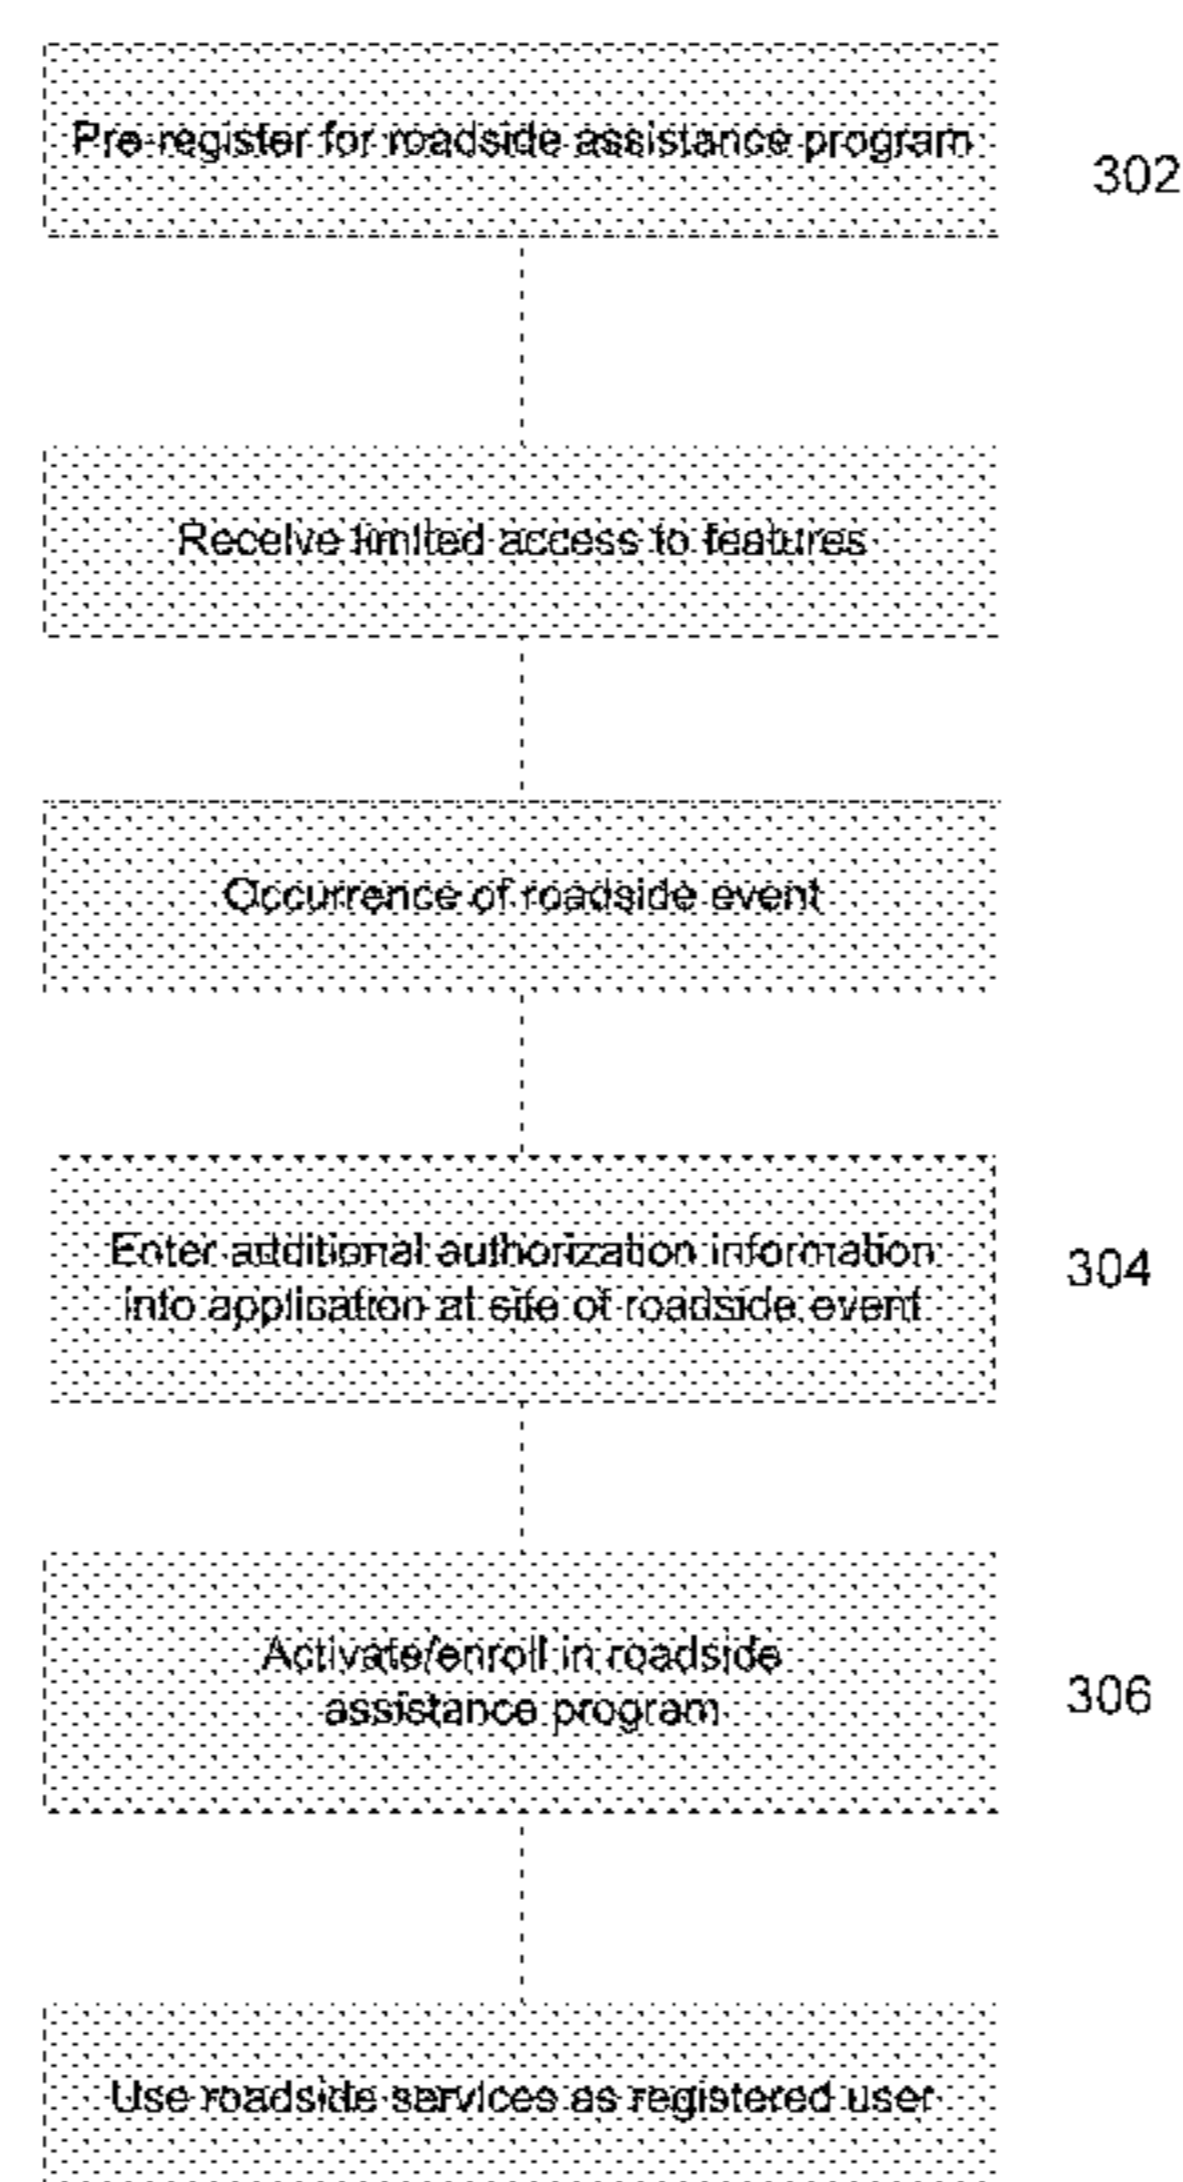 Pre-register for roadside assistance program
302
Receive limited access to features
Occurrence of roadside event
Enter additional authorization information
into application at site of roadside event
304
Activate/enroll in roadside
assistance program
306
Use roadside services as registered user